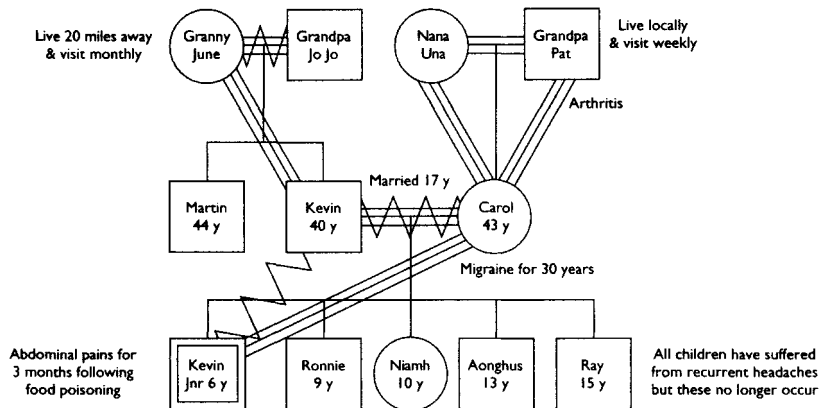 Live 20 miles away
& visit monthly
Granny
June
Grandpa
Jo Jo
Nana
Una
Grandpa
Pat
Live locally
& visit weekly
Arthritis
Martin
44 y
Kevin
40 y
Married 17 y
Carol
43 y
Migraine for 30 years
Abdominal pains for
3 months following
food poisoning
Kevin
Jnr 6 y
Ronnie
9 y
Niamh
10 y
Aonghus
13 y
Ray
15 y
All children have suffered
from recurrent headaches
but these no longer occur